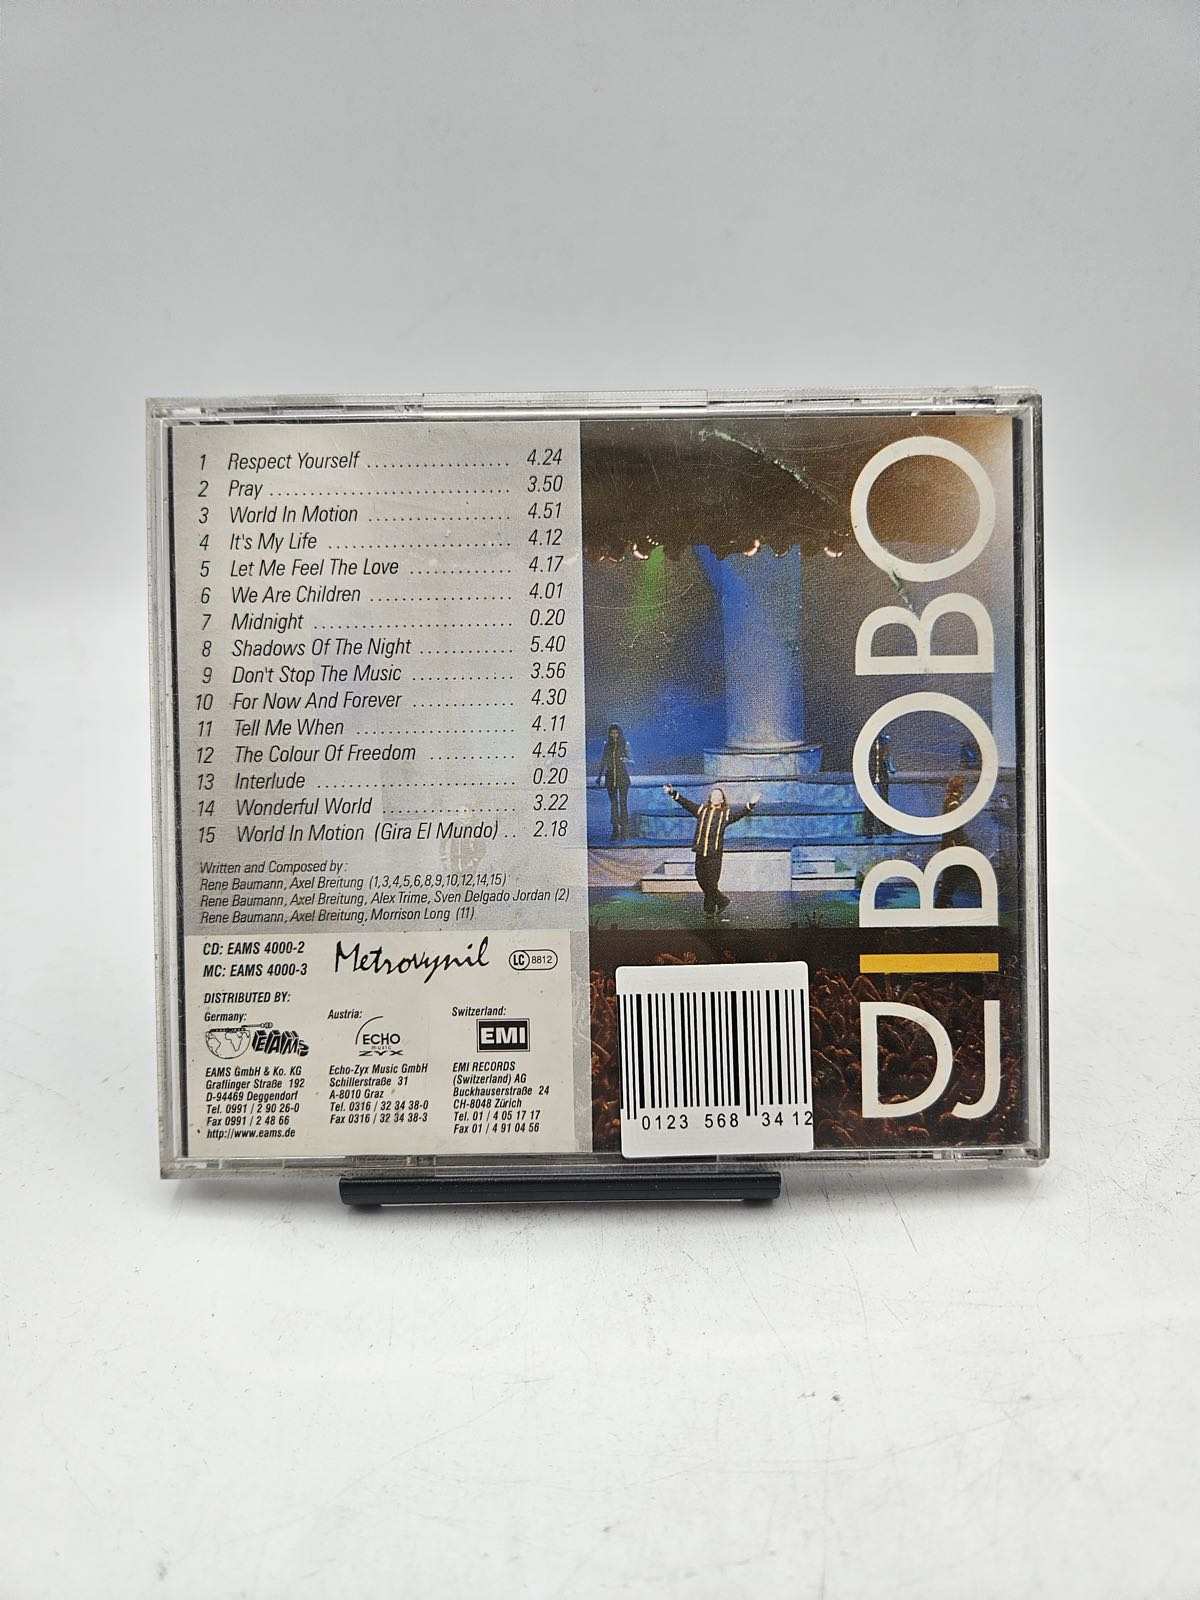 1 Respect Yourself .................. 4.24
2 Pray .................. 3.50
3 World In Motion .................. 4.51
4 It's My Life .................. 4.12
5 Let Me Feel The Love ............. 4.17
6 We Are Children .................. 4.01
7 Midnight .................. 0.20
8 Shadows Of The Night ............ 5.40
9 Don't Stop The Music .............. 3.56
10 For Now And Forever ............. 4.30
11 Tell Me When .................. 4.11
12 The Colour Of Freedom ........... 4.45
13 Interlude .................. 0.20
14 Wonderful World .................. 3.22
15 World In Motion (Gira El Mundo) .. 2.18
Written and Composed by:
Rene Baumann, Axel Breitung (1,3,4,5,6,8,9,10,12,14,15)
Rene Baumann, Axel Breitung, Alex Trime, Sven Delgado Jordan (2)
Rene Baumann, Axel Breitung, Morrison Long (11)
CD: EAMS 4000-2
MC: EAMS 4000-3
Metrovynil
LC 8812
DISTRIBUTED BY:
Germany:
EAMS
EAMS GmbH & Ko. KG
Graflinger Straße 192
D-94469 Deggendorf
Tel. 0991 / 2 90 26-0
Fax 0991 / 2 48 66
http://www.eams.de
Austria:
ECHO
music
ZYX
Echo-Zyx Music GmbH
Schillerstraße 31
A-8010 Graz
Tel. 0316 / 32 34 38-0
Fax 0316 / 32 34 38-3
Switzerland:
EMI
EMI RECORDS
(Switzerland) AG
Buckhauserstraße 24
CH-8048 Zürich
Tel. 01 / 4 05 17 17
Fax 01 / 4 91 04 56
0123 568 34 12
DJ BOBO